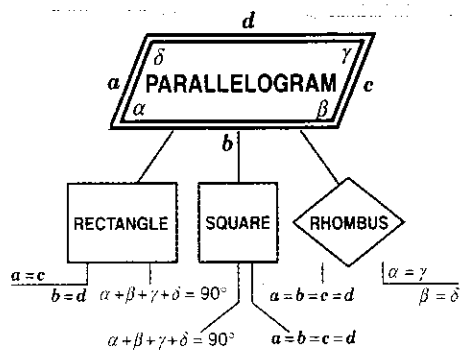 d
δ γ
a PARALLELOGRAM c
α β
b
RECTANGLE SQUARE RHOMBUS
a = c α = γ
b = d α + β + γ + δ = 90° a = b = c = d β = δ
α + β + γ + δ = 90° a = b = c = d